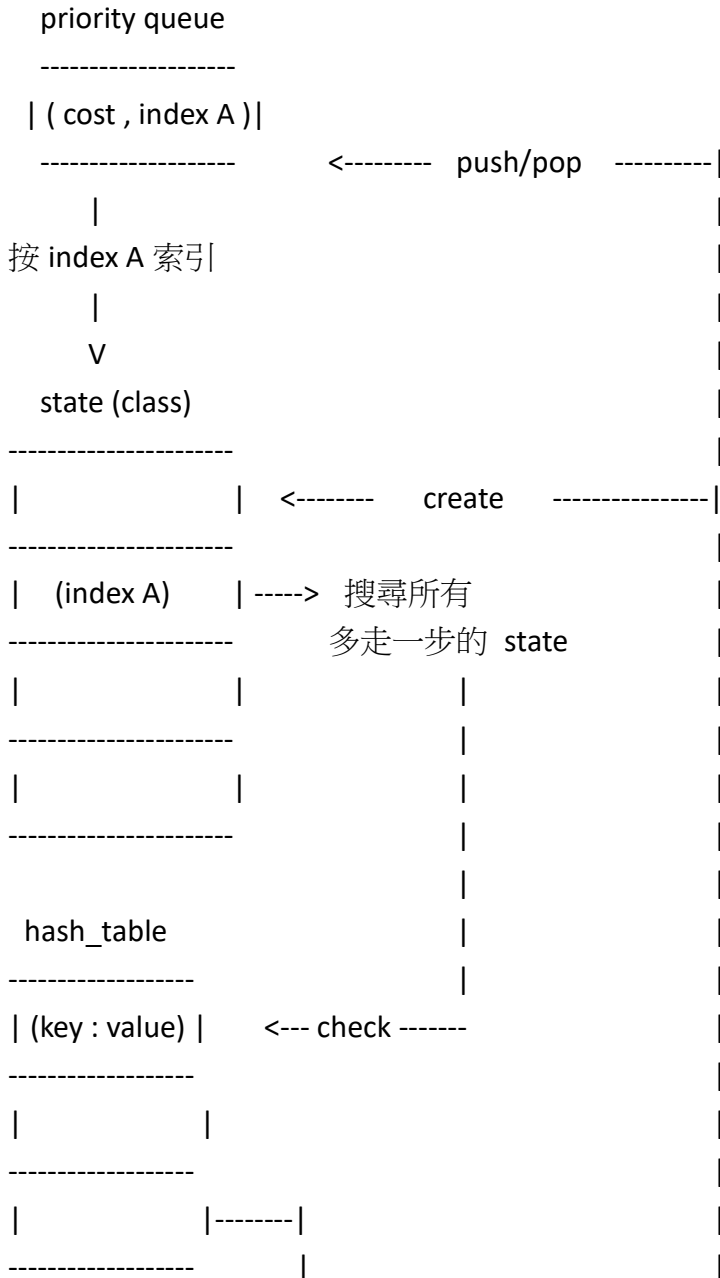 priority queue
--------------------
| ( cost , index A )|
-------------------- <--------- push/pop ----------|
| |
按 index A 索引 |
| |
V |
state (class) |
----------------------- |
| | <-------- create ----------------|
----------------------- |
| (index A) | -----> 搜尋所有 |
----------------------- 多走一步的 state |
| | | |
----------------------- | |
| | | |
----------------------- | |
| |
hash_table | |
------------------- | |
| (key : value) | <--- check ------- |
------------------- |
| | |
------------------- |
| |--------| |
------------------- | |